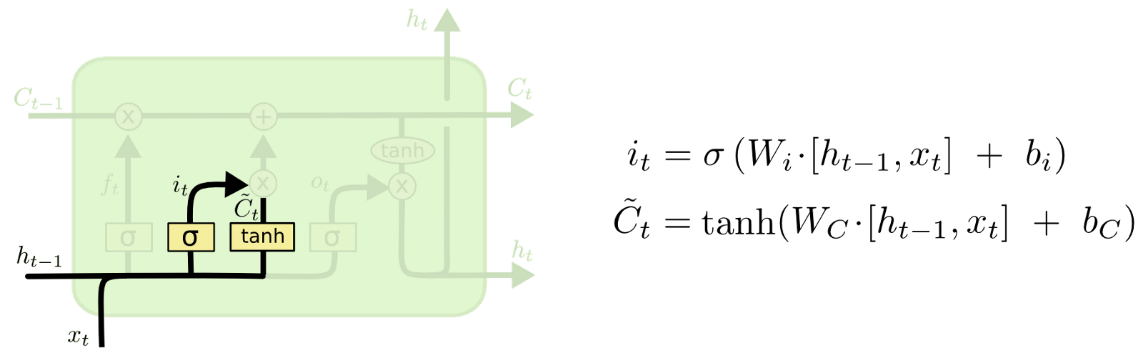 h_t
C_{t-1}
C_t
x
+
tanh
f_t
i_t
x
o_t
x
C̃_t
σ
σ
tanh
σ
h_{t-1}
h_t
x_t
i_t = σ (W_i·[h_{t-1}, x_t] + b_i)
C̃_t = tanh(W_C·[h_{t-1}, x_t] + b_C)